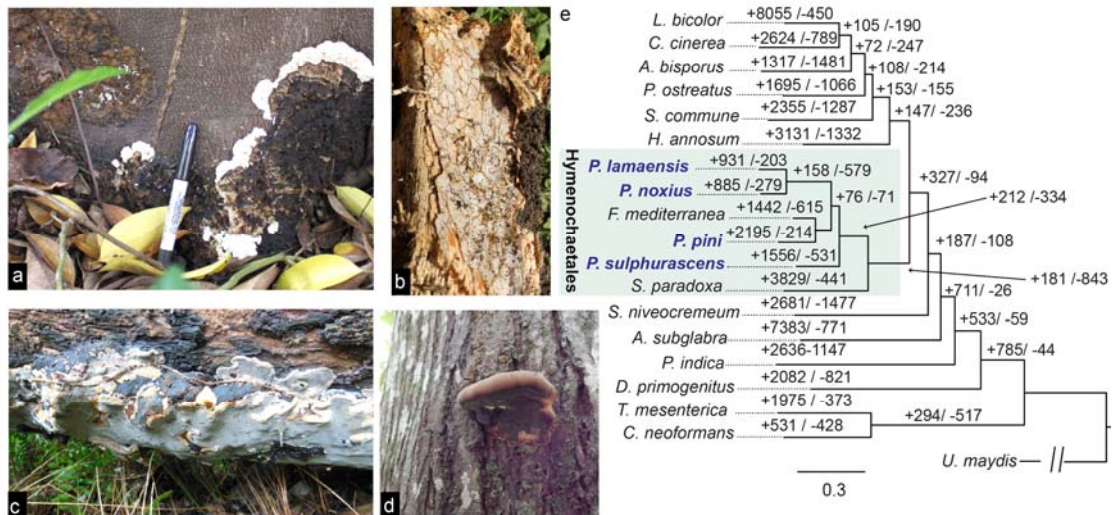 a
b
c
d
e
L. bicolor +8055 /-450
+105 /-190
C. cinerea +2624 /-789
+72 /-247
A. bisporus +1317 /-1481
+108/ -214
P. ostreatus +1695 / -1066
+153/ -155
S. commune +2355 /-1287
+147/ -236
H. annosum +3131 /-1332
Hymenochaetales
P. lamaensis +931 /-203
+158 /-579
+327/ -94
P. noxius +885 /-279
+76 /-71
+212 /-334
F. mediterranea +1442 /-615
P. pini +2195 /-214
+187/ -108
P. sulphurascens +1556/ -531
S. paradoxa +3829/ -441
+181 /-843
+711/ -26
S. niveocremeum +2681/ -1477
+533/ -59
A. subglabra +7383/ -771
+785/ -44
P. indica +2636-1147
D. primogenitus +2082 / -821
T. mesenterica +1975 / -373
+294/ -517
C. neoformans +531 / -428
U. maydis
0.3